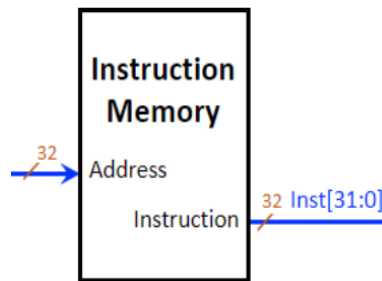 Instruction
Memory
32
Address
Instruction
32 Inst[31:0]